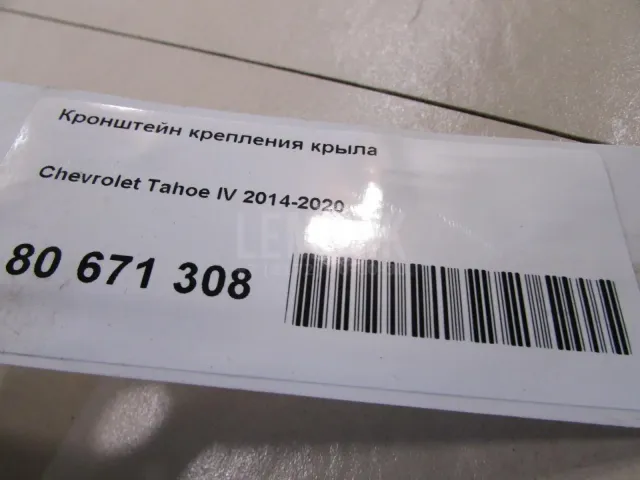 Кронштейн крепления крыла
Chevrolet Tahoe IV 2014-2020
80 671 308